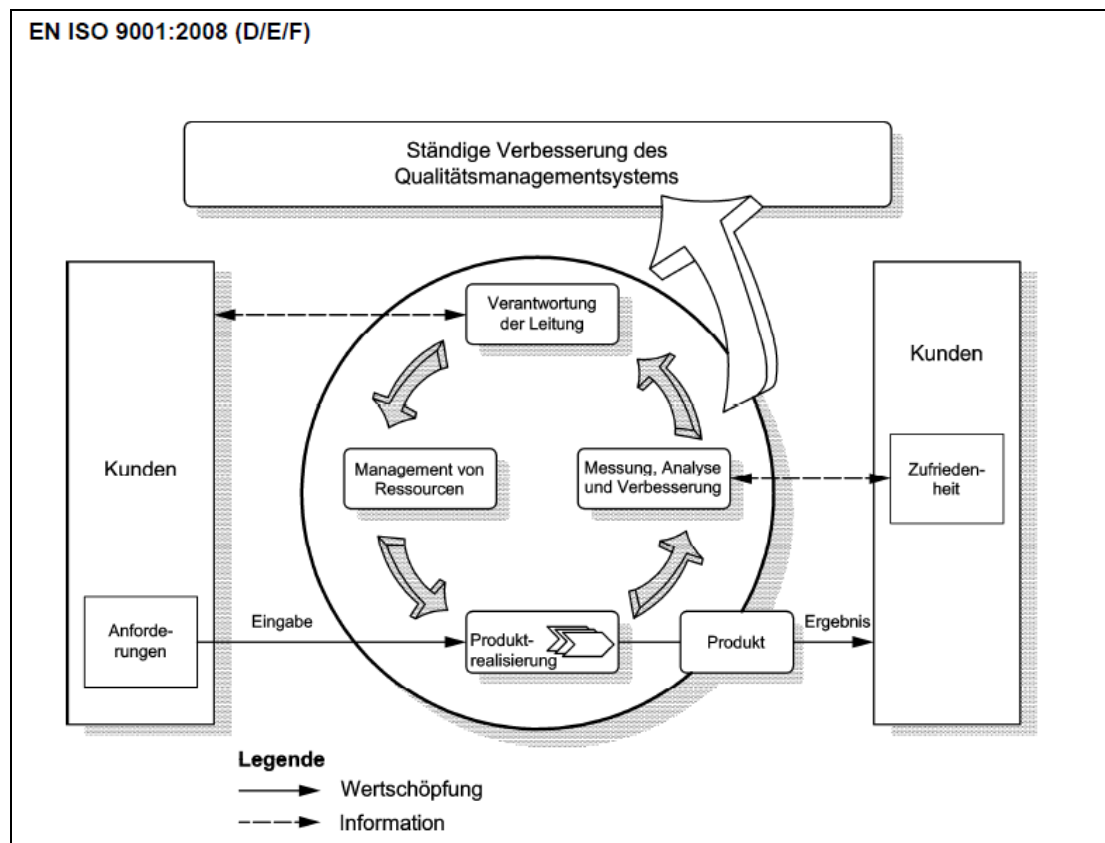 EN ISO 9001:2008 (D/E/F)
Ständige Verbesserung des
Qualitätsmanagementsystems
Verantwortung
der Leitung
Kunden
Kunden
Management von
Ressourcen
Messung, Analyse
und Verbesserung
Zufrieden-
heit
Anforde-
rungen
Eingabe
Produkt-
realisierung
Produkt
Ergebnis
Legende
Wertschöpfung
Information